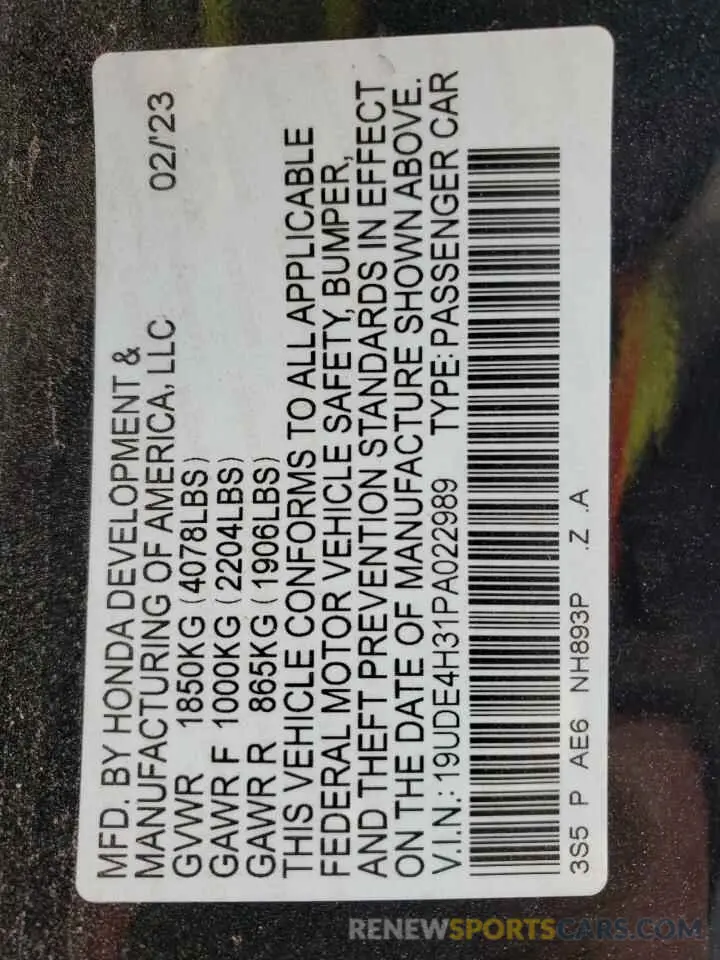 MFD. BY HONDA DEVELOPMENT &
MANUFACTURING OF AMERICA, LLC 02/'23
GVWR 1850KG (4078LBS)
GAWR F 1000KG (2204LBS)
GAWR R 865KG (1906LBS)
THIS VEHICLE CONFORMS TO ALL APPLICABLE
FEDERAL MOTOR VEHICLE SAFETY, BUMPER,
AND THEFT PREVENTION STANDARDS IN EFFECT
ON THE DATE OF MANUFACTURE SHOWN ABOVE.
V.I.N.: 19UDE4H31PA022989 TYPE: PASSENGER CAR
3S5 P AE6 NH893P .Z .A
RENEWSPORTSCARS.COM